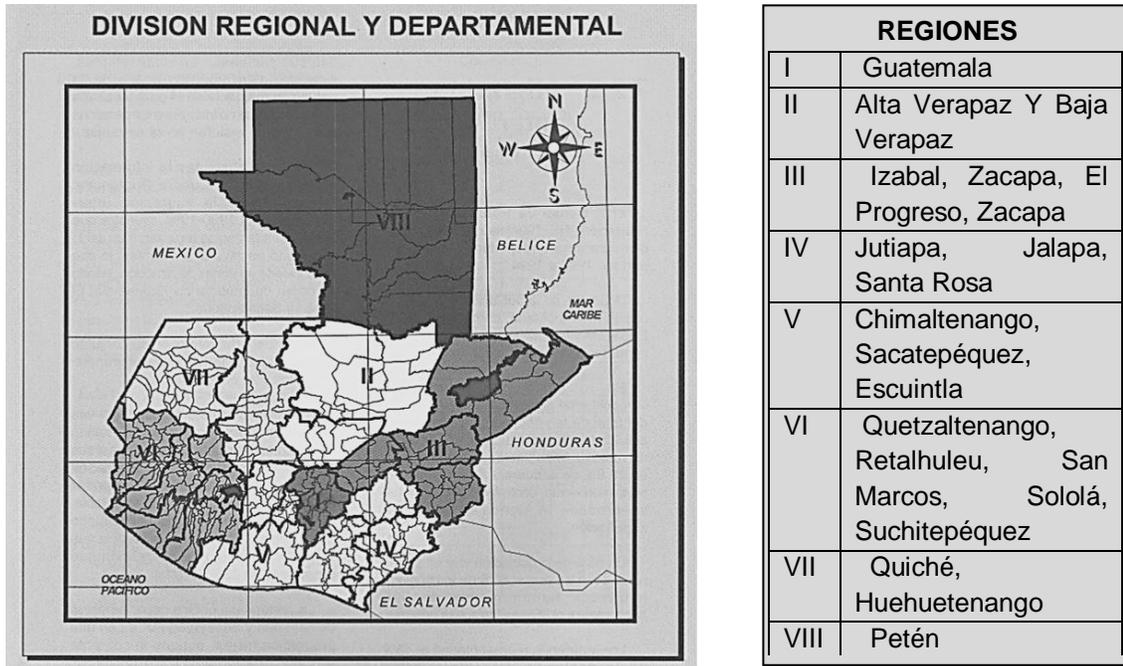 DIVISION REGIONAL Y DEPARTAMENTAL
N
W
E
S
VIII
BELICE
MEXICO
MAR
CARIBE
VII
II
HONDURAS
III
VI
I
V
IV
OCEANO
PACIFICO
EL SALVADOR
REGIONES
I Guatemala
II Alta Verapaz Y Baja
Verapaz
III Izabal, Zacapa, El
Progreso, Zacapa
IV Jutiapa, Jalapa,
Santa Rosa
V Chimaltenango,
Sacatepéquez,
Escuintla
VI Quetzaltenango,
Retalhuleu, San
Marcos, Sololá,
Suchitepéquez
VII Quiché,
Huehuetenango
VIII Petén